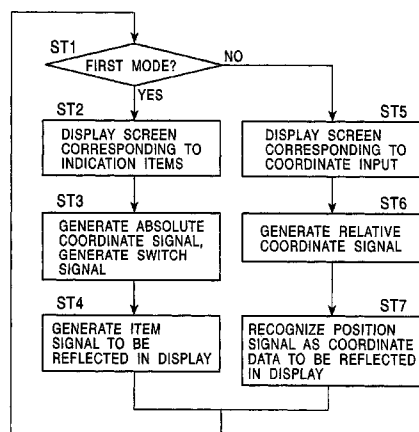 ST1
FIRST MODE?
NO
YES
ST2
DISPLAY SCREEN
CORRESPONDING TO
INDICATION ITEMS
ST3
GENERATE ABSOLUTE
COORDINATE SIGNAL,
GENERATE SWITCH
SIGNAL
ST4
GENERATE ITEM
SIGNAL TO BE
REFLECTED IN DISPLAY
ST5
DISPLAY SCREEN
CORRESPONDING TO
COORDINATE INPUT
ST6
GENERATE RELATIVE
COORDINATE SIGNAL
ST7
RECOGNIZE POSITION
SIGNAL AS COORDINATE
DATA TO BE REFLECTED
IN DISPLAY